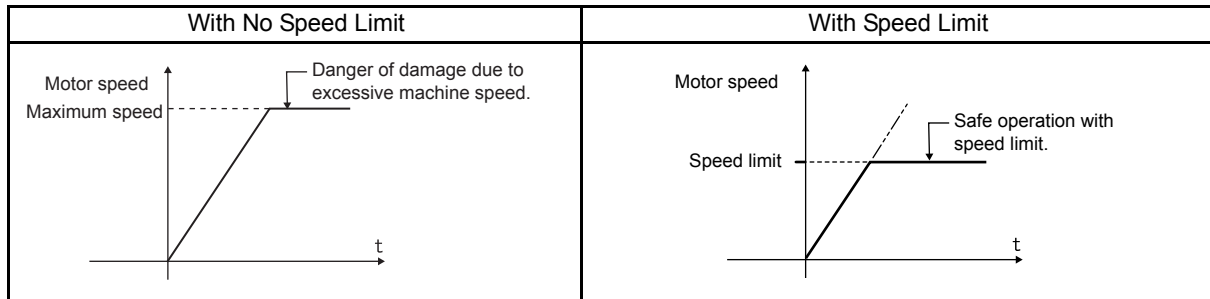 With No Speed Limit
With Speed Limit
Motor speed
Maximum speed
Danger of damage due to
excessive machine speed.
t
Motor speed
Speed limit
Safe operation with
speed limit.
t